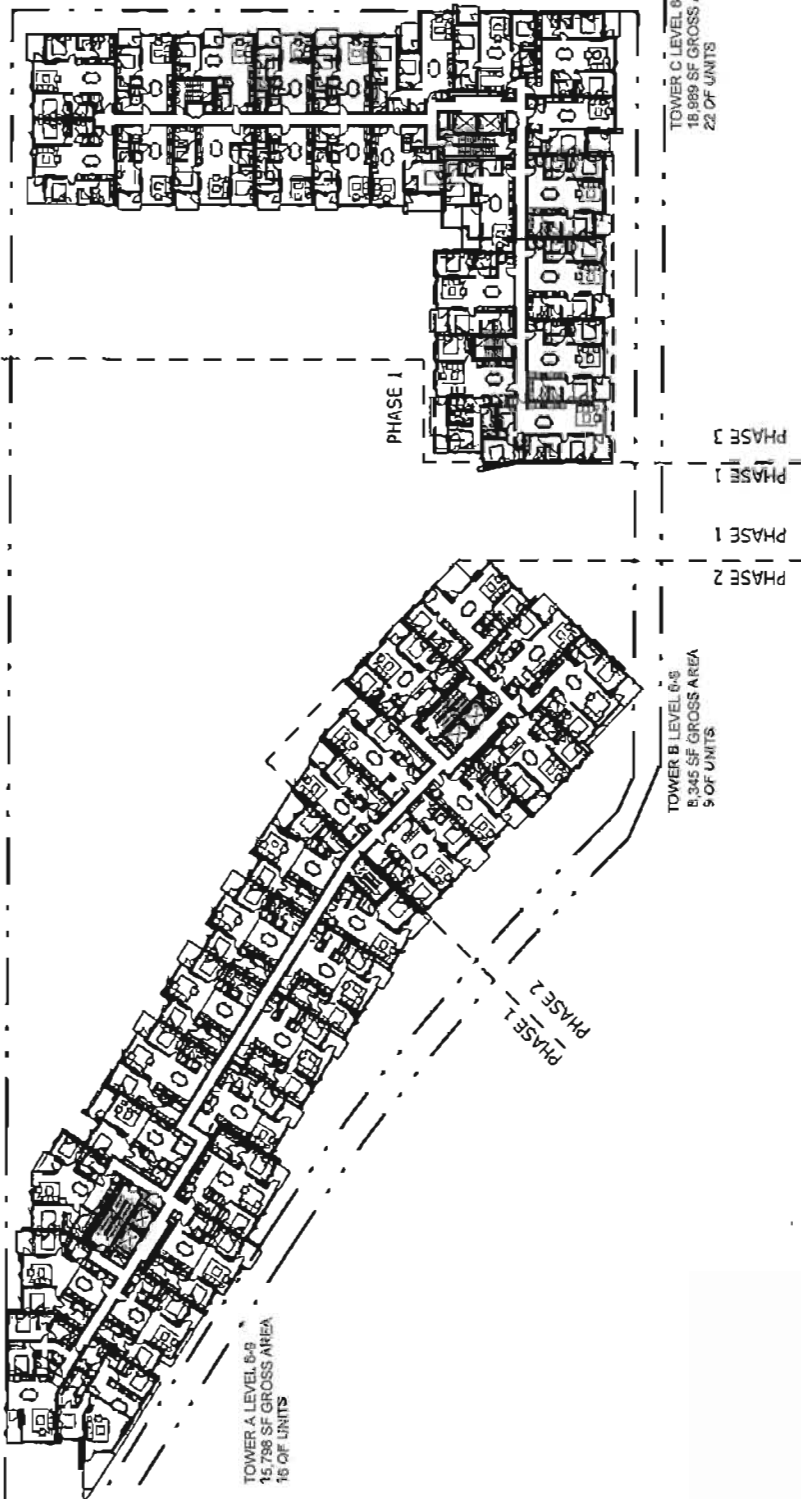 TOWER A LEVEL 6-9
15,798 SF GROSS AREA
16 OF UNITS
TOWER B LEVEL 6-8
8,345 SF GROSS AREA
9 OF UNITS
TOWER C LEVEL 6
18,989 SF GROSS
22 OF UNITS
PHASE 1
PHASE 1
PHASE 2
PHASE 2
PHASE 1
PHASE 1
PHASE 3